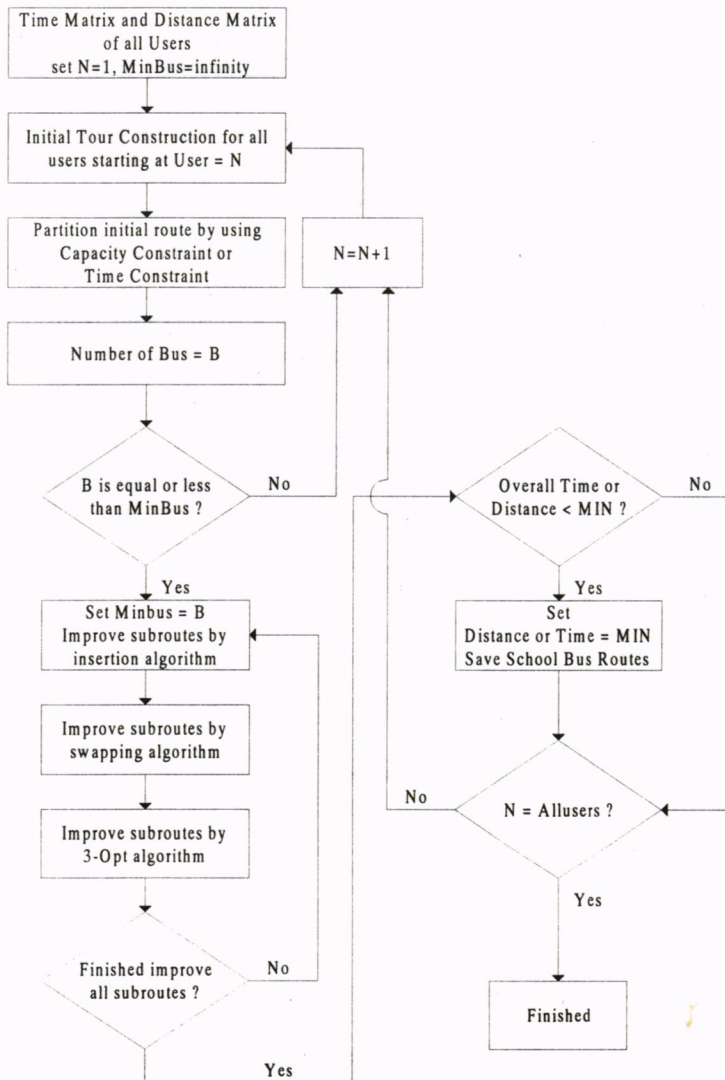 Time Matrix and Distance Matrix
of all Users
set N=1, MinBus=infinity
Initial Tour Construction for all
users starting at User = N
Partition initial route by using
Capacity Constraint or
Time Constraint
N=N+1
Number of Bus = B
B is equal or less
than MinBus ?
No
Yes
Set Minbus = B
Improve subroutes by
insertion algorithm
Improve subroutes by
swapping algorithm
Improve subroutes by
3-Opt algorithm
Finished improve
all subroutes ?
No
Yes
Overall Time or
Distance < MIN ?
No
Yes
Set
Distance or Time = MIN
Save School Bus Routes
N = Allusers ?
No
Yes
Finished